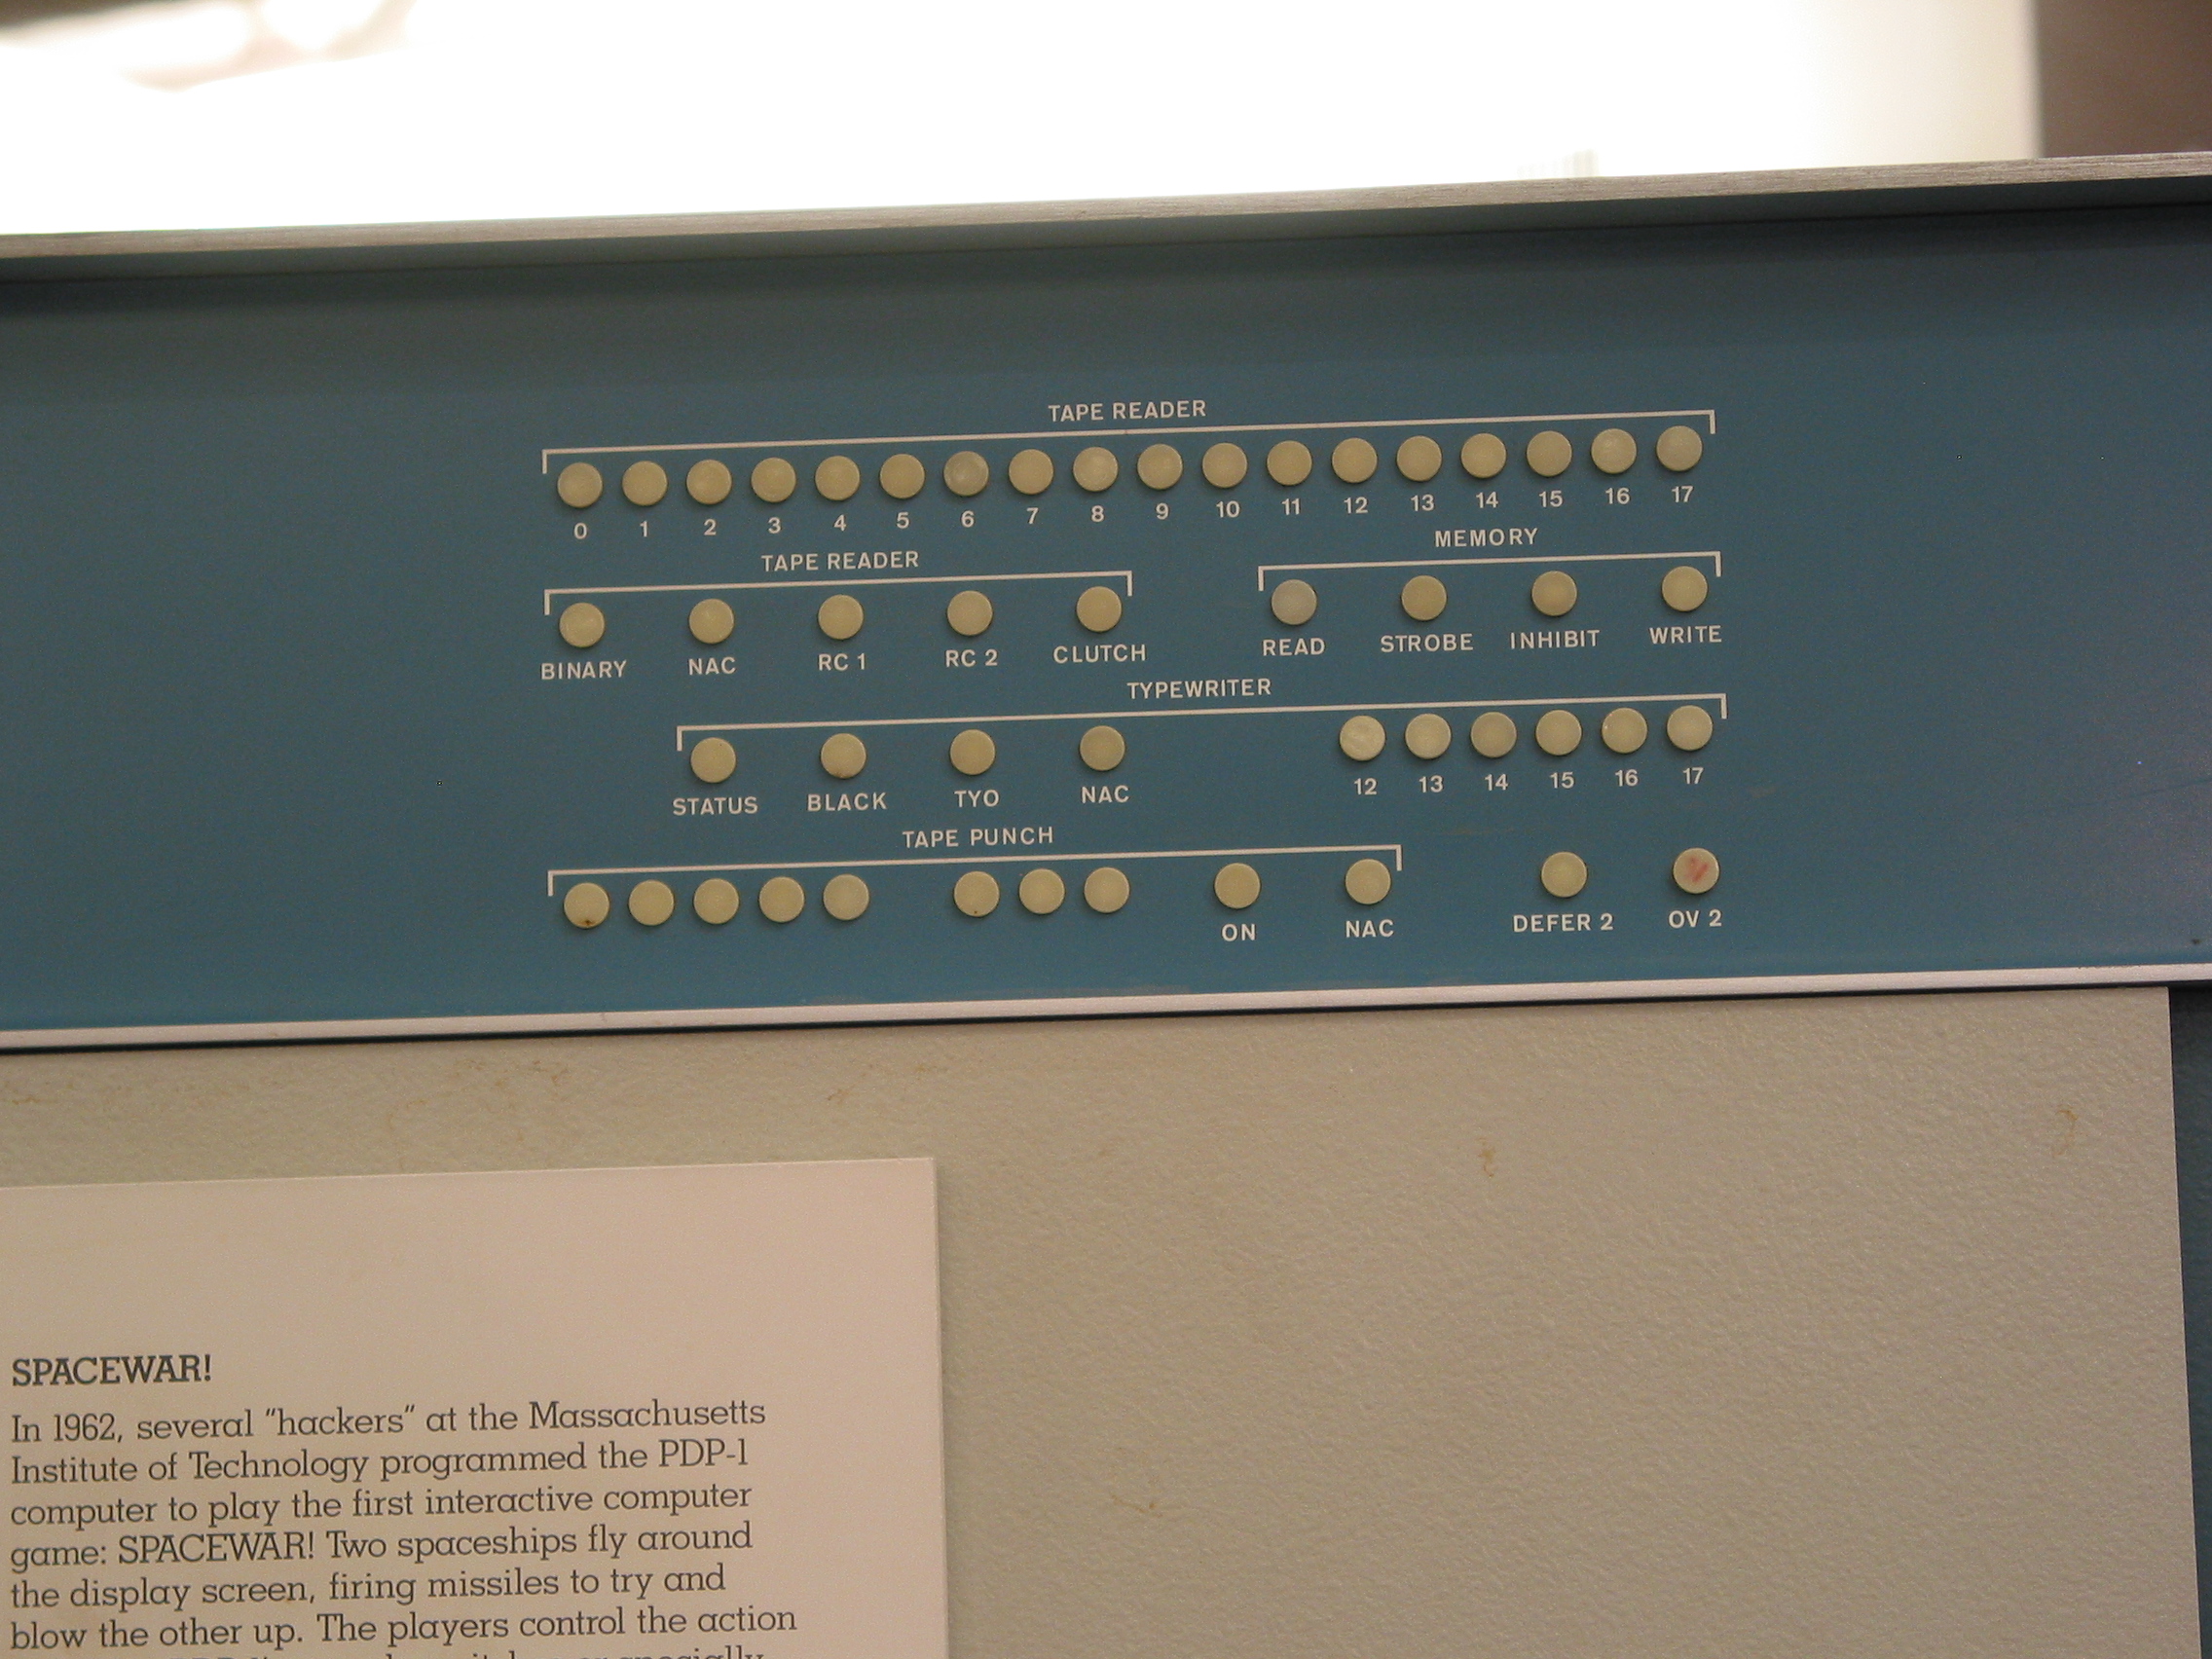 TAPE READER
0 1 2 3 4 5 6 7 8 9 10 11 12 13 14 15 16 17
TAPE READER MEMORY
BINARY NAC RC 1 RC 2 CLUTCH READ STROBE INHIBIT WRITE
TYPEWRITER
STATUS BLACK TYO NAC 12 13 14 15 16 17
TAPE PUNCH
ON NAC DEFER 2 OV 2
SPACEWAR!
In 1962, several "hackers" at the Massachusetts
Institute of Technology programmed the PDP-1
computer to play the first interactive computer
game: SPACEWAR! Two spaceships fly around
the display screen, firing missiles to try and
blow the other up. The players control the action